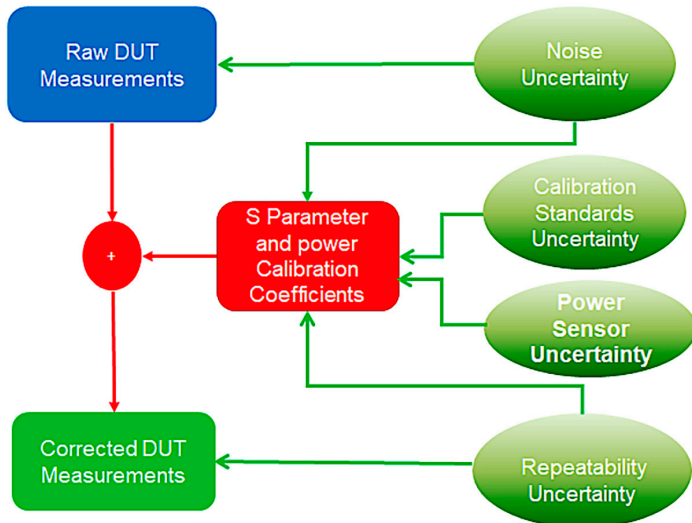 Raw DUT
Measurements
Noise
Uncertainty
S Parameter
and power
Calibration
Coefficients
Calibration
Standards
Uncertainty
+
Power
Sensor
Uncertainty
Corrected DUT
Measurements
Repeatability
Uncertainty